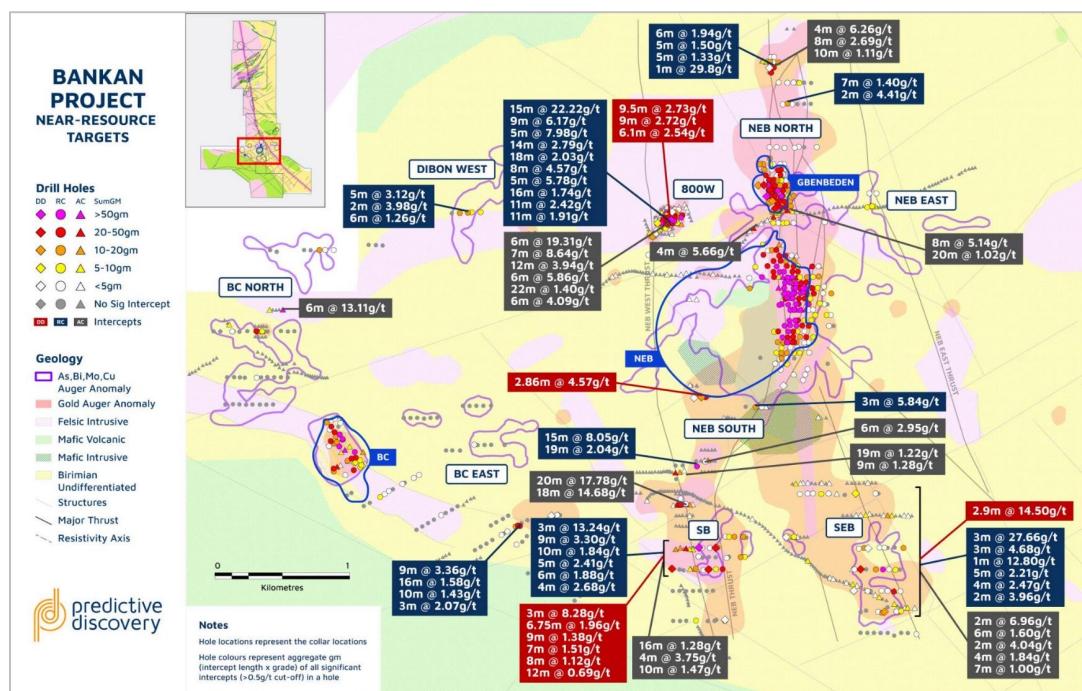 BANKAN
PROJECT
NEAR-RESOURCE
TARGETS
Drill Holes
DD RC AC SumGM
>50gm
20-50gm
10-20gm
5-10gm
<5gm
No Sig Intercept
DD RC AC Intercepts
Geology
As,Bi,Mo,Cu
Auger Anomaly
Gold Auger Anomaly
Felsic Intrusive
Mafic Volcanic
Mafic Intrusive
Birimian
Undifferentiated
Structures
Major Thrust
Resistivity Axis
predictive
discovery
0 1
Kilometres
Notes
Hole locations represent the collar locations
Hole colours represent aggregate gm
(intercept length x grade) of all significant
intercepts (>0.5g/t cut-off) in a hole
6m @ 1.94g/t
5m @ 1.50g/t
5m @ 1.33g/t
1m @ 29.8g/t
4m @ 6.26g/t
8m @ 2.69g/t
10m @ 1.11g/t
7m @ 1.40g/t
2m @ 4.41g/t
15m @ 22.22g/t
9m @ 6.17g/t
5m @ 7.98g/t
14m @ 2.79g/t
18m @ 2.03g/t
8m @ 4.57g/t
5m @ 5.78g/t
16m @ 1.74g/t
11m @ 2.42g/t
11m @ 1.91g/t
9.5m @ 2.73g/t
9m @ 2.72g/t
6.1m @ 2.54g/t
NEB NORTH
DIBON WEST
800W
GBENBEDEN
NEB EAST
5m @ 3.12g/t
2m @ 3.98g/t
6m @ 1.26g/t
6m @ 19.31g/t
7m @ 8.64g/t
12m @ 3.94g/t
6m @ 5.86g/t
22m @ 1.40g/t
6m @ 4.09g/t
4m @ 5.66g/t
8m @ 5.14g/t
20m @ 1.02g/t
BC NORTH
6m @ 13.11g/t
NEB WEST THRUST
NEB EAST THRUST
NEB
2.86m @ 4.57g/t
3m @ 5.84g/t
NEB SOUTH
6m @ 2.95g/t
15m @ 8.05g/t
19m @ 2.04g/t
19m @ 1.22g/t
9m @ 1.28g/t
BC
BC EAST
20m @ 17.78g/t
18m @ 14.68g/t
SB
SEB
2.9m @ 14.50g/t
3m @ 13.24g/t
9m @ 3.30g/t
10m @ 1.84g/t
5m @ 2.41g/t
6m @ 1.88g/t
4m @ 2.68g/t
3m @ 27.66g/t
3m @ 4.68g/t
1m @ 12.80g/t
5m @ 2.21g/t
4m @ 2.47g/t
2m @ 3.96g/t
9m @ 3.36g/t
16m @ 1.58g/t
10m @ 1.43g/t
3m @ 2.07g/t
NEB THRUST
3m @ 8.28g/t
6.75m @ 1.96g/t
9m @ 1.38g/t
7m @ 1.51g/t
8m @ 1.12g/t
12m @ 0.69g/t
16m @ 1.28g/t
4m @ 3.75g/t
10m @ 1.47g/t
2m @ 6.96g/t
6m @ 1.60g/t
2m @ 4.04g/t
4m @ 1.84g/t
7m @ 1.00g/t